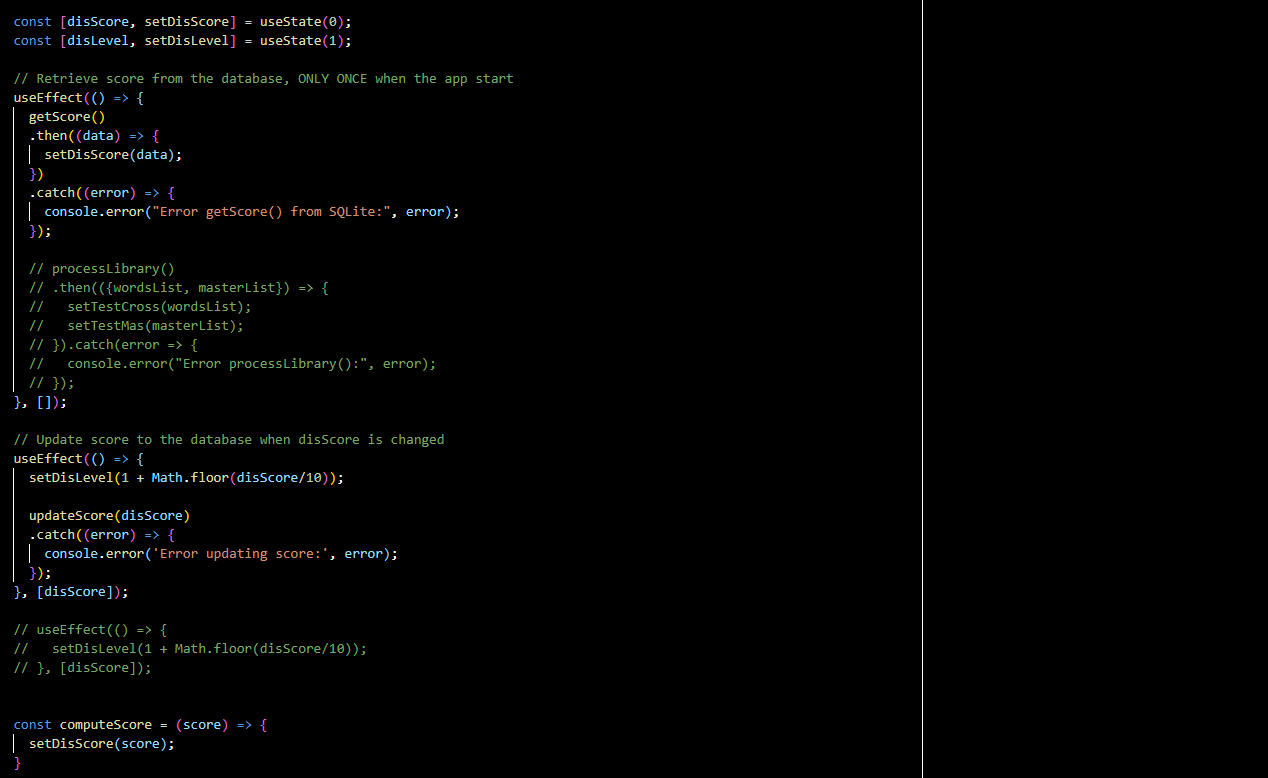 const [disScore, setDisScore] = useState(0);
const [disLevel, setDisLevel] = useState(1);

// Retrieve score from the database, ONLY ONCE when the app start
useEffect(() => {
  getScore()
  .then((data) => {
    setDisScore(data);
  })
  .catch((error) => {
    console.error("Error getScore() from SQLite:", error);
  });

  // processLibrary()
  // .then(({wordsList, masterList}) => {
  //   setTestCross(wordsList);
  //   setTestMas(masterList);
  // }).catch(error => {
  //   console.error("Error processLibrary():", error);
  // });
}, []);

// Update score to the database when disScore is changed
useEffect(() => {
  setDisLevel(1 + Math.floor(disScore/10));

  updateScore(disScore)
  .catch((error) => {
    console.error('Error updating score:', error);
  });
}, [disScore]);

// useEffect(() => {
//   setDisLevel(1 + Math.floor(disScore/10));
// }, [disScore]);


const computeScore = (score) => {
  setDisScore(score);
}